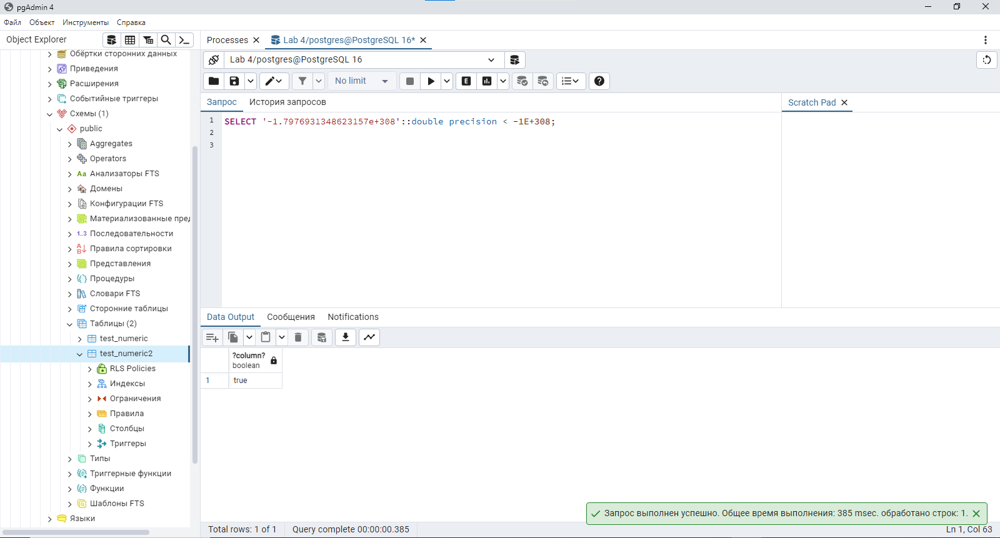 pgAdmin 4
Файл Объект Инструменты Справка
Object Explorer
Обёртки сторонних данных
Приведения
Расширения
Событийные триггеры
Схемы (1)
public
Aggregates
Operators
Aa Анализаторы FTS
Домены
Конфигурации FTS
Материализованные пред
1..3 Последовательности
Правила сортировки
Представления
Процедуры
Словари FTS
Сторонние таблицы
Таблицы (2)
test_numeric
test_numeric2
RLS Policies
Индексы
Ограничения
Правила
Столбцы
Триггеры
Типы
Триггерные функции
Функции
Шаблоны FTS
Языки
Processes
Lab 4/postgres@PostgreSQL 16*
Lab 4/postgres@PostgreSQL 16
No limit
E
Запрос История запросов
Scratch Pad
1 SELECT '-1.7976931348623157e+308'::double precision < -1E+308;
2
3
Data Output Сообщения Notifications
?column?
boolean
1 true
Запрос выполнен успешно. Общее время выполнения: 385 msec. обработано строк: 1.
Total rows: 1 of 1 Query complete 00:00:00.385 Ln 1, Col 63